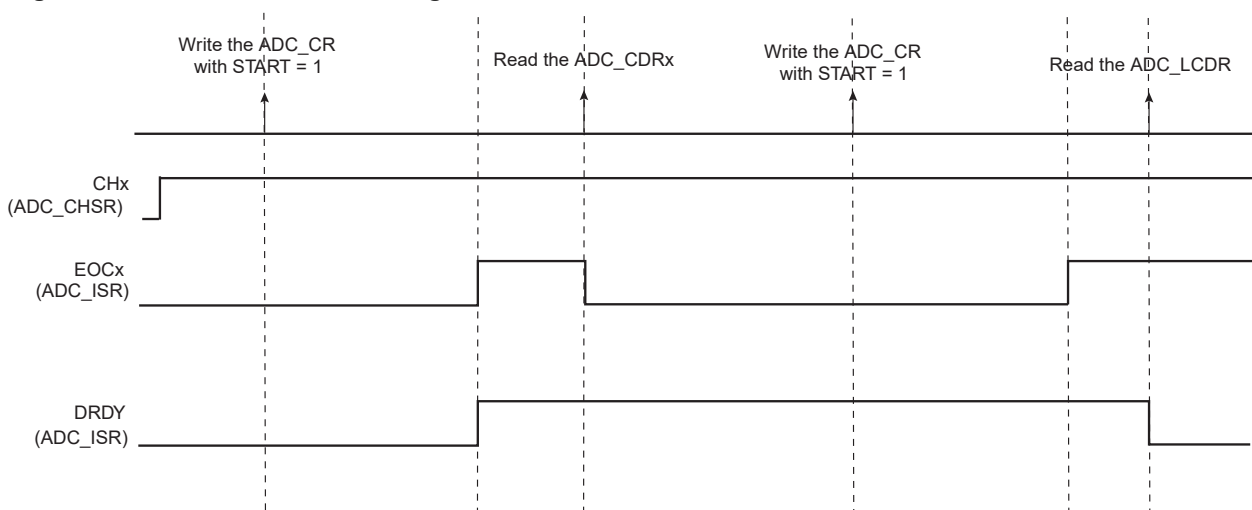 Write the ADC_CR
with START = 1
Read the ADC_CDRx
Write the ADC_CR
with START = 1
Read the ADC_LCDR
CHx
(ADC_CHSR)
EOCx
(ADC_ISR)
DRDY
(ADC_ISR)